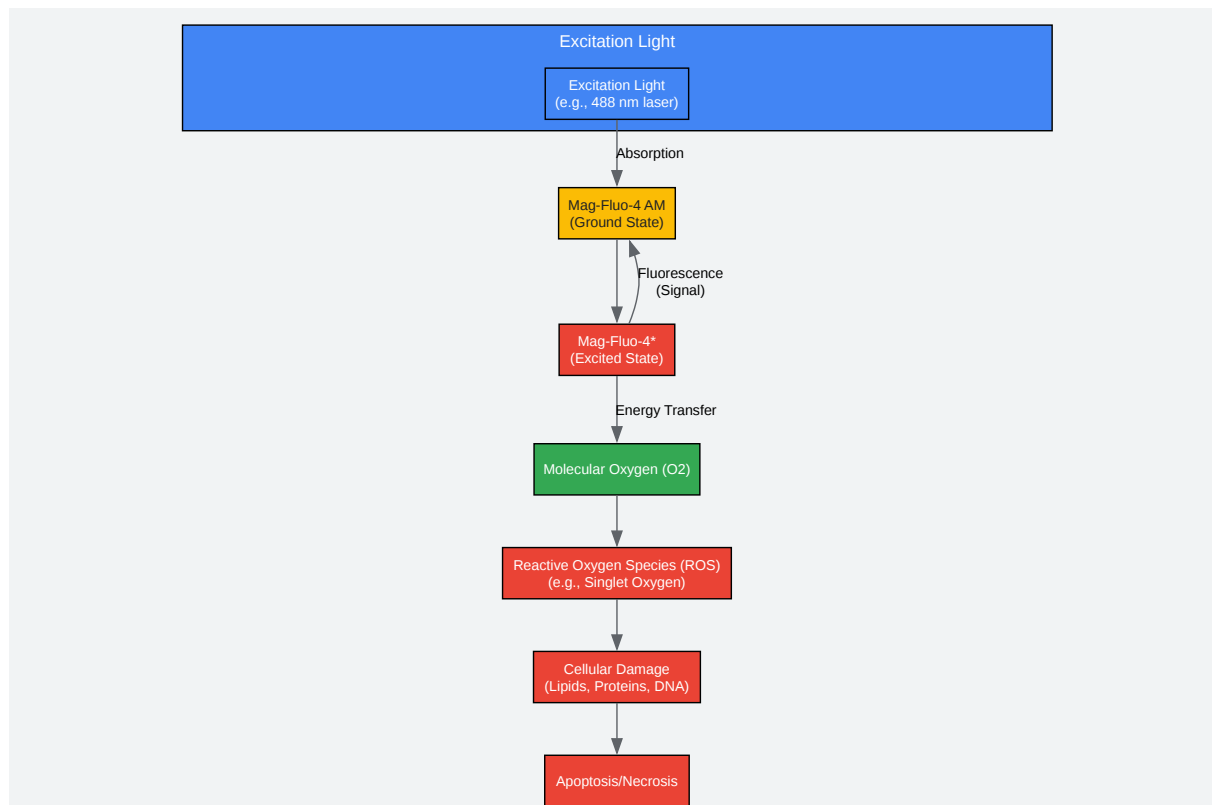 Excitation Light
Excitation Light
(e.g., 488 nm laser)
Absorption
Mag-Fluo-4 AM
(Ground State)
Fluorescence
(Signal)
Mag-Fluo-4*
(Excited State)
Energy Transfer
Molecular Oxygen (O2)
Reactive Oxygen Species (ROS)
(e.g., Singlet Oxygen)
Cellular Damage
(Lipids, Proteins, DNA)
Apoptosis/Necrosis